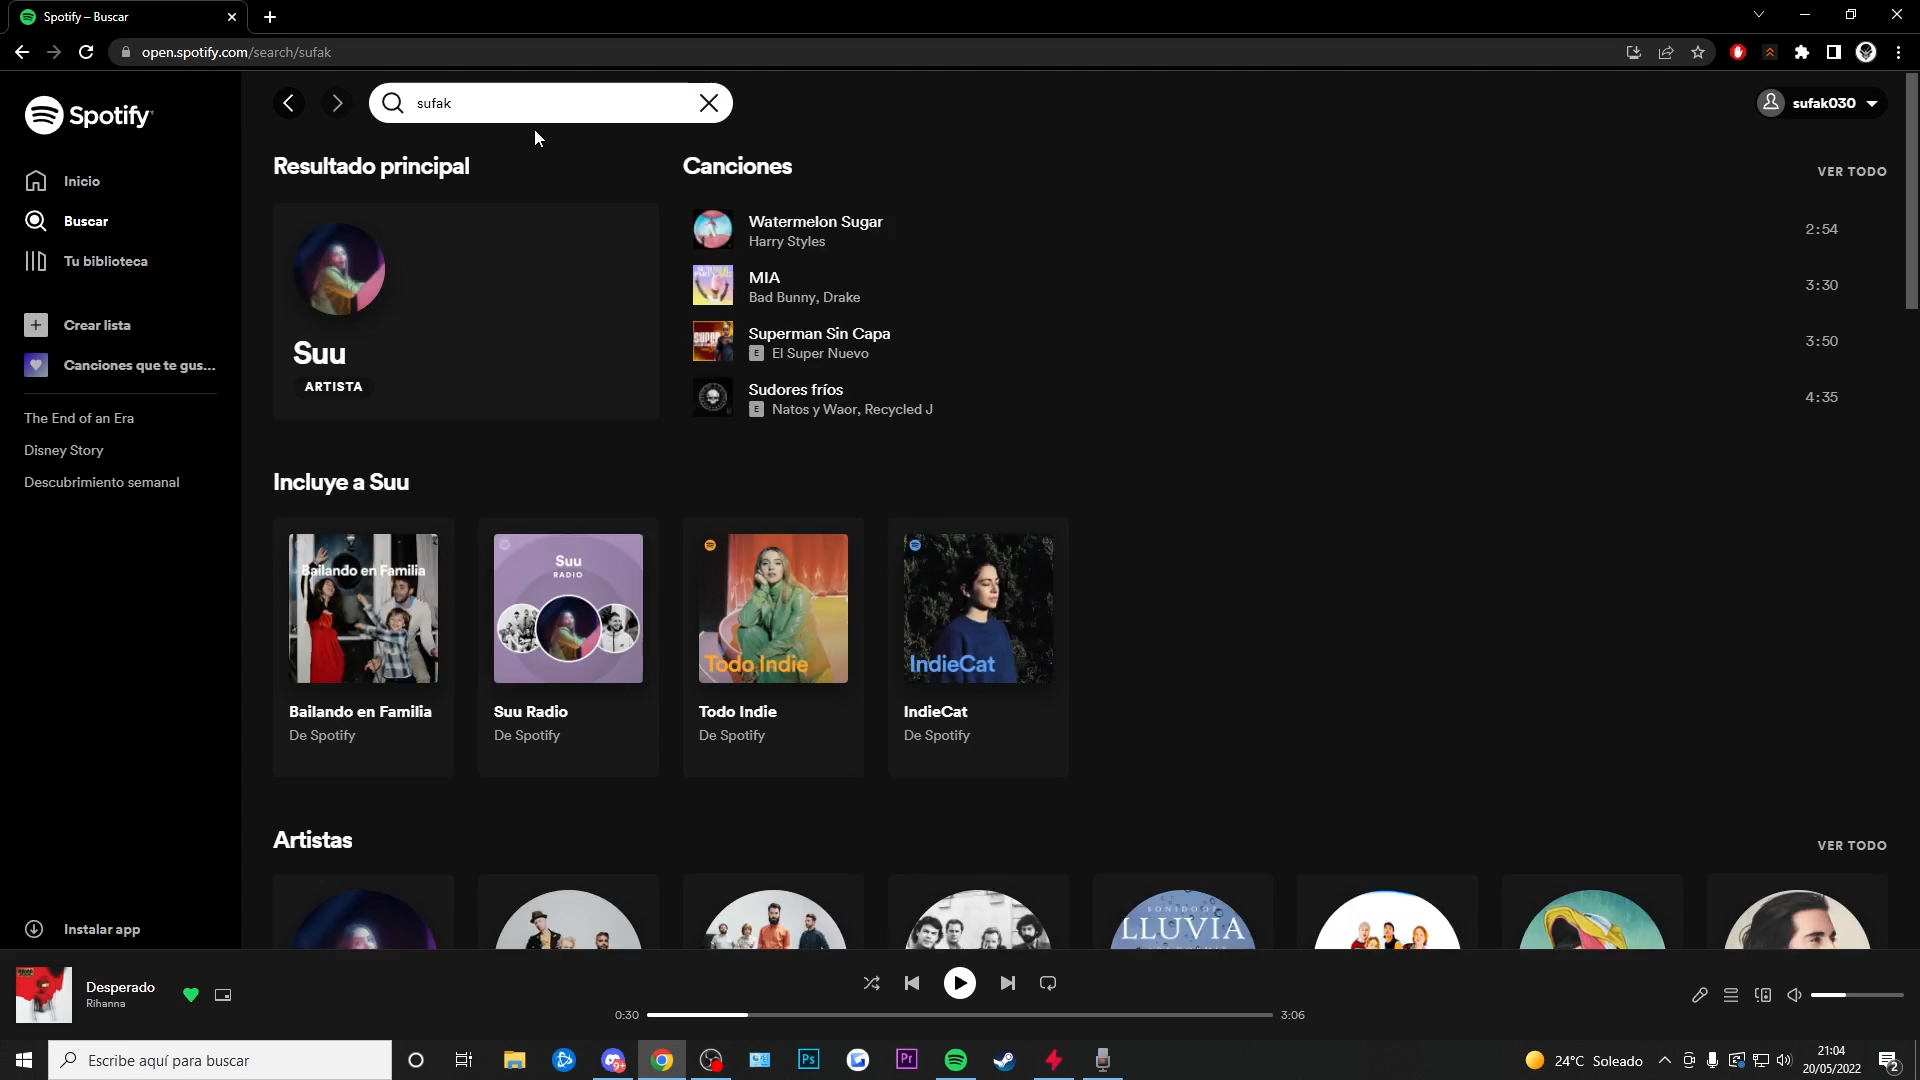 Spotify – Buscar
open.spotify.com/search/sufak
Spotify
sufak
sufak030
Inicio
Buscar
Tu biblioteca
Crear lista
Canciones que te gus...
The End of an Era
Disney Story
Descubrimiento semanal
Instalar app
Resultado principal
Suu
ARTISTA
Canciones
VER TODO
Watermelon Sugar
Harry Styles
2:54
MIA
Bad Bunny, Drake
3:30
Superman Sin Capa
E El Super Nuevo
3:50
Sudores fríos
E Natos y Waor, Recycled J
4:35
Incluye a Suu
Bailando en Familia
Bailando en Familia
De Spotify
Suu
RADIO
Suu Radio
De Spotify
Todo Indie
Todo Indie
De Spotify
IndieCat
IndieCat
De Spotify
Artistas
VER TODO
LLUVIA
Desperado
Rihanna
0:30
3:06
Escribe aquí para buscar
9+
Ps
Pr
24°C Soleado
21:04
20/05/2022
2